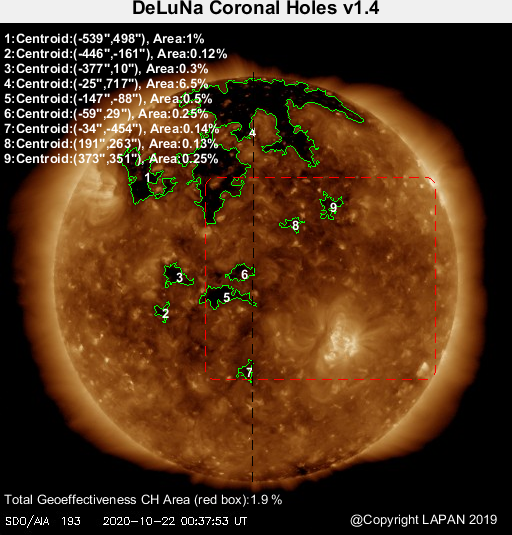 DeLuNa Coronal Holes v1.4
1:Centroid:(-539",498"), Area:1%
2:Centroid:(-446",-161"), Area:0.12%
3:Centroid:(-377",10"), Area:0.3%
4:Centroid:(-25",717"), Area:6.5%
5:Centroid:(-147",-88"), Area:0.5%
6:Centroid:(-59",29"), Area:0.25%
7:Centroid:(-34",-454"), Area:0.14%
8:Centroid:(191",263"), Area:0.13%
9:Centroid:(373",351"), Area:0.25%
4
1
9
8
3
6
5
2
7
Total Geoeffectiveness CH Area (red box):1.9 %
SDO/AIA 193 2020-10-22 00:37:53 UT
@Copyright LAPAN 2019